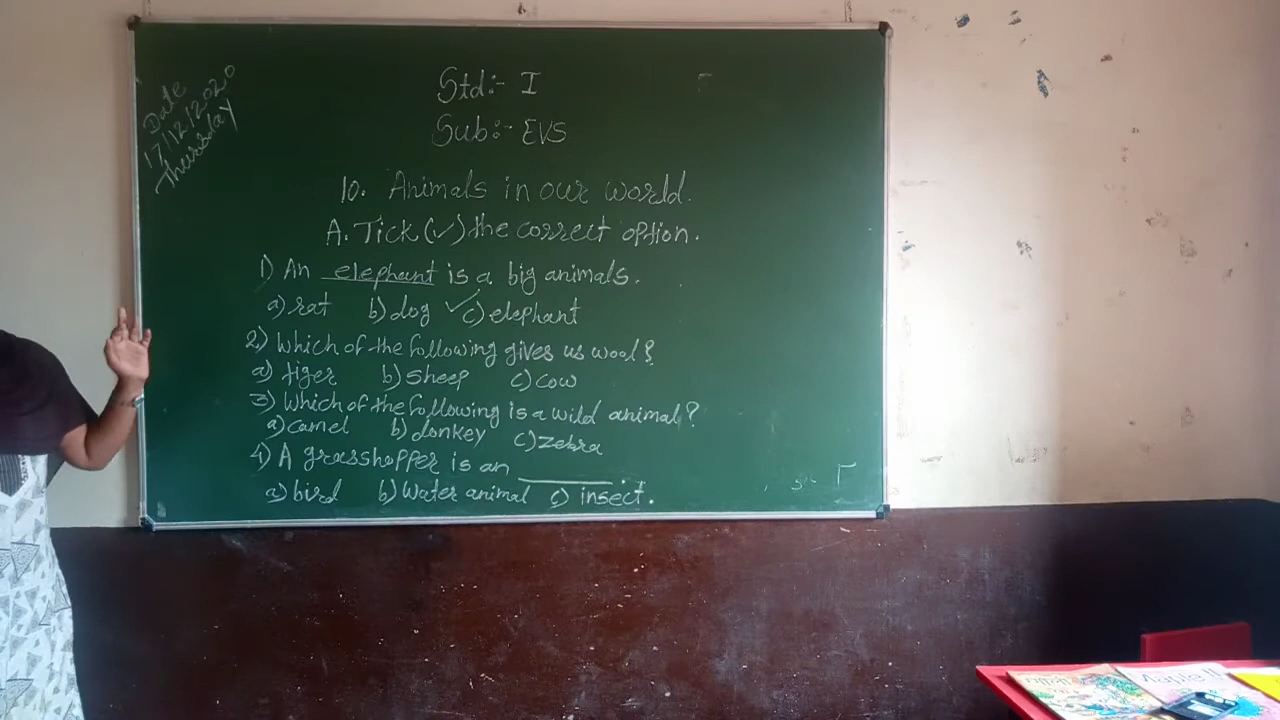 Date
17/12/2020
Thursday
Std:- I
Sub:- EVS
10. Animals in our world.
A. Tick (✓) the correct option.
1) An elephant is a big animals.
a) rat b) dog ✓ c) elephant
2) Which of the following gives us wool?
a) tiger b) sheep c) cow
3) Which of the following is a wild animal?
a) camel b) donkey c) zebra
4) A grasshopper is an ________
a) bird b) water animal c) insect.